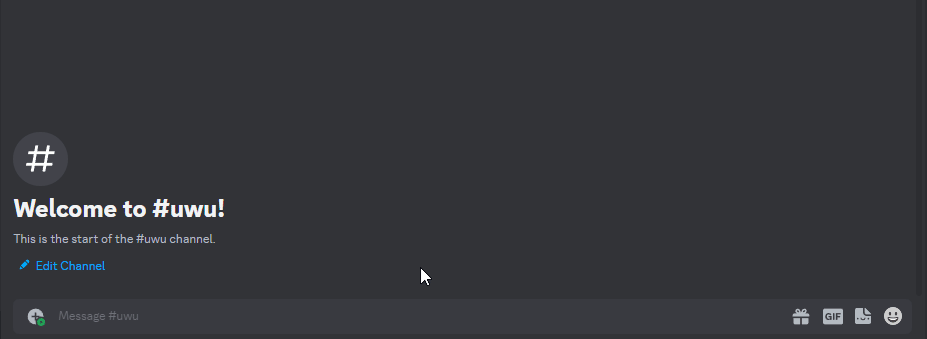 #
Welcome to #uwu!
This is the start of the #uwu channel.
Edit Channel
Message #uwu
GIF